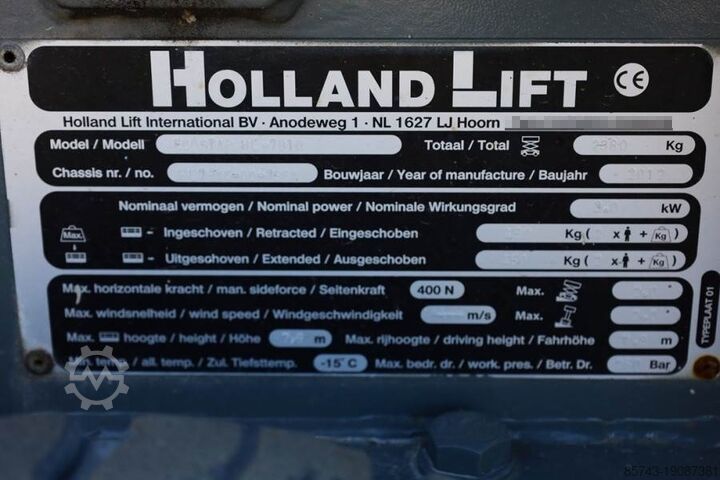 HOLLAND LIFT CE
Holland Lift International BV · Anodeweg 1 · NL 1627 LJ Hoorn
Model / Modell Totaal / Total Kg
Chassis nr. / no. Bouwjaar / Year of manufacture / Baujahr
Nominaal vermogen / Nominal power / Nominale Wirkungsgrad kW
Max. - Ingeschoven / Retracted / Eingeschoben Kg ( x + Kg )
- Uitgeschoven / Extended / Ausgeschoben Kg ( x + Kg )
Max. horizontale kracht / man. sideforce / Seitenkraft 400 N Max.
Max. windsnelheid / wind speed / Windgeschwindigkeit m/s Max.
Max. hoogte / height / Höhe m Max. rijhoogte / driving height / Fahrhöhe m
temp / all. temp. / Zul. Tiefsttemp. -15°C Max. bedr. dr. / work. pres. / Betr. Dr. Bar
TYPEPLAAT 01
85743-19087381